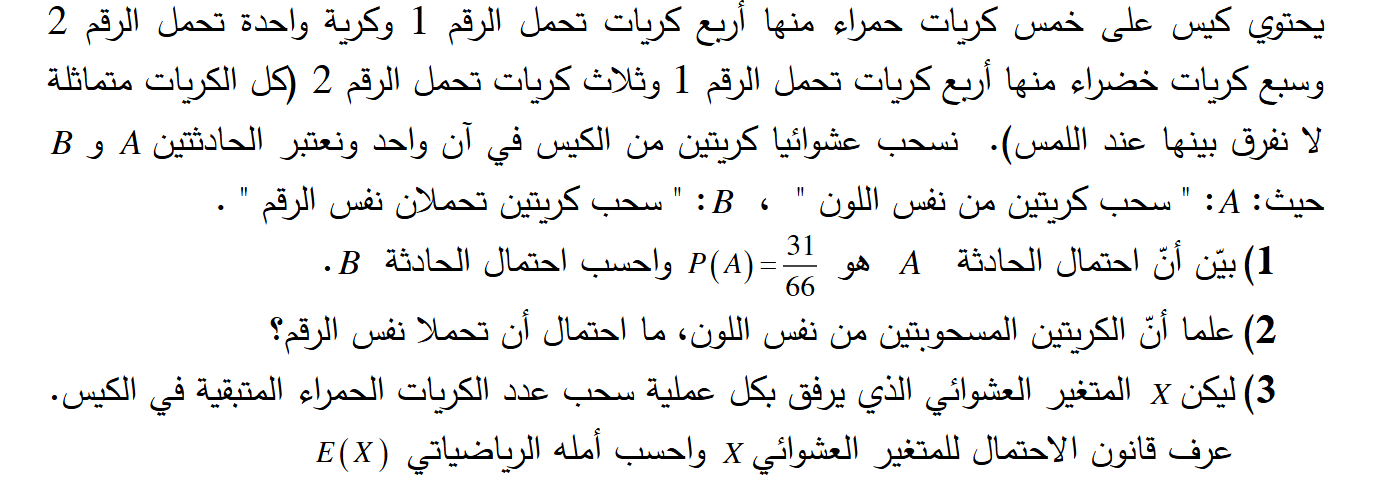 يحتوي كيس على خمس كريات حمراء منها أربع كريات تحمل الرقم 1 وكرية واحدة تحمل الرقم 2
وسبع كريات خضراء منها أربع كريات تحمل الرقم 1 وثلاث كريات تحمل الرقم 2 (كل الكريات متماثلة
لا نفرق بينها عند اللمس). نسحب عشوائيا كريتين من الكيس في آن واحد ونعتبر الحادثتين A و B
حيث: A: " سحب كريتين من نفس اللون " ، B: " سحب كريتين تحملان نفس الرقم " .
1) بيّن أنّ احتمال الحادثة A هو P(A)=31/66 واحسب احتمال الحادثة B .
2) علما أنّ الكريتين المسحوبتين من نفس اللون، ما احتمال أن تحملا نفس الرقم؟
3) ليكن X المتغير العشوائي الذي يرفق بكل عملية سحب عدد الكريات الحمراء المتبقية في الكيس.
عرف قانون الاحتمال للمتغير العشوائي X واحسب أمله الرياضياتي E(X)